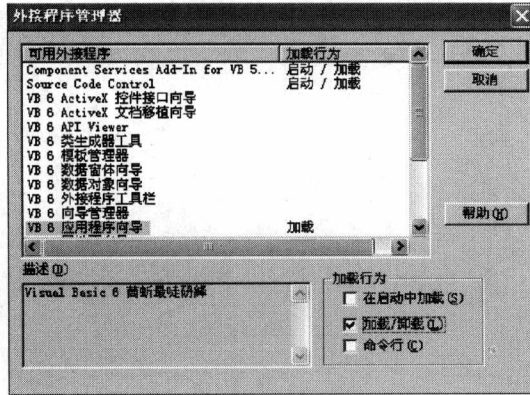 外接程序管理器
可用外接程序 加载行为
Component Services Add-In for VB 5... 启动 / 加载
Source Code Control 启动 / 加载
VB 6 ActiveX 控件接口向导
VB 6 ActiveX 文档移植向导
VB 6 API Viewer
VB 6 类生成器工具
VB 6 模板管理器
VB 6 数据窗体向导
VB 6 数据对象向导
VB 6 外接程序工具栏
VB 6 向导管理器
VB 6 应用程序向导 加载
确定
取消
帮助(H)
描述(D)
Visual Basic 6
加载行为
在启动中加载(S)
加载/卸载(L)
命令行(C)